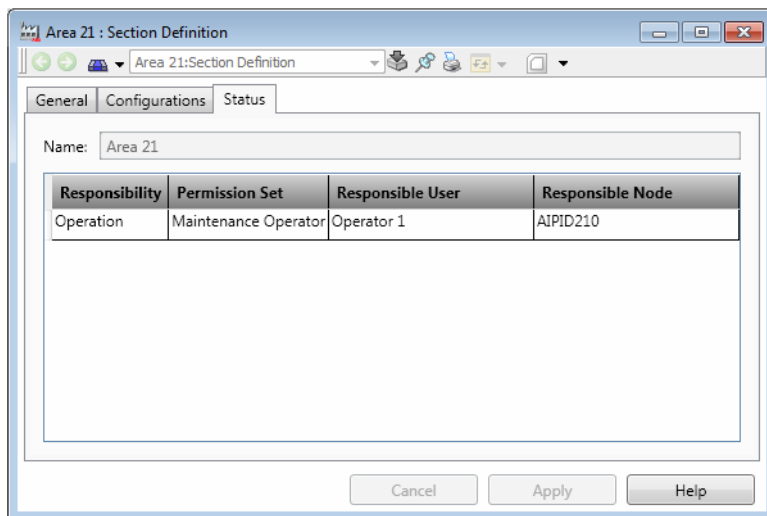 Area 21 : Section Definition
Area 21:Section Definition
General Configurations Status
Name: Area 21
Responsibility Permission Set Responsible User Responsible Node
Operation Maintenance Operator Operator 1 AIPID210
Cancel Apply Help